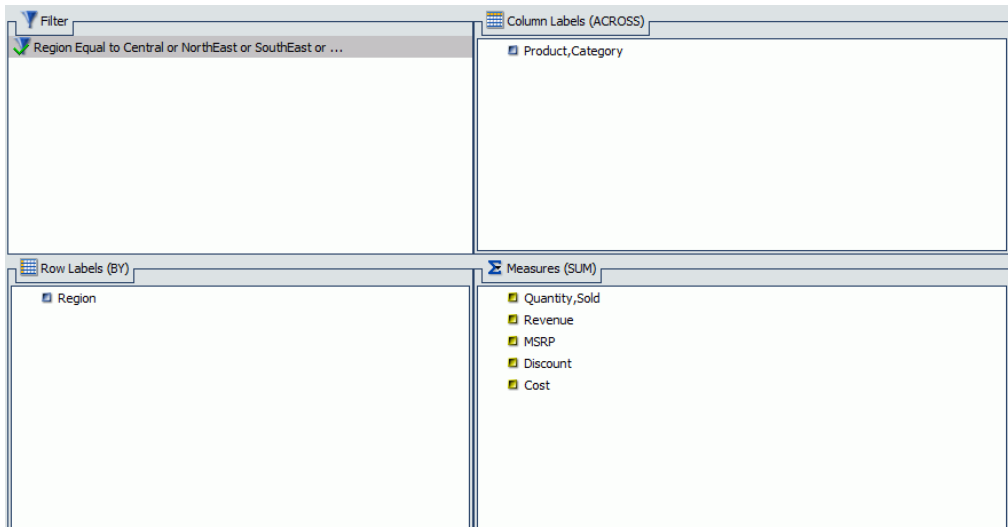 Filter
Region Equal to Central or NorthEast or SouthEast or ...
Column Labels (ACROSS)
Product,Category
Row Labels (BY)
Region
Measures (SUM)
Quantity,Sold
Revenue
MSRP
Discount
Cost